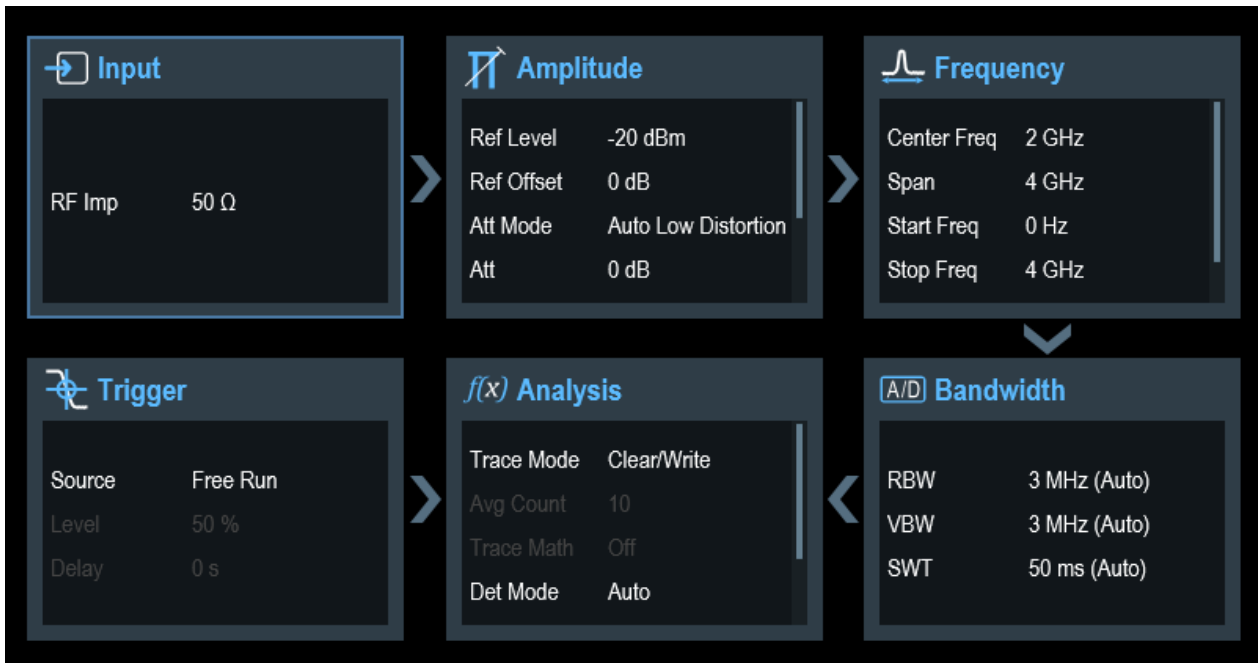 Input
RF Imp 50 Ω
Amplitude
Ref Level -20 dBm
Ref Offset 0 dB
Att Mode Auto Low Distortion
Att 0 dB
Frequency
Center Freq 2 GHz
Span 4 GHz
Start Freq 0 Hz
Stop Freq 4 GHz
Trigger
Source Free Run
Level 50 %
Delay 0 s
f(x) Analysis
Trace Mode Clear/Write
Avg Count 10
Trace Math Off
Det Mode Auto
A/D Bandwidth
RBW 3 MHz (Auto)
VBW 3 MHz (Auto)
SWT 50 ms (Auto)